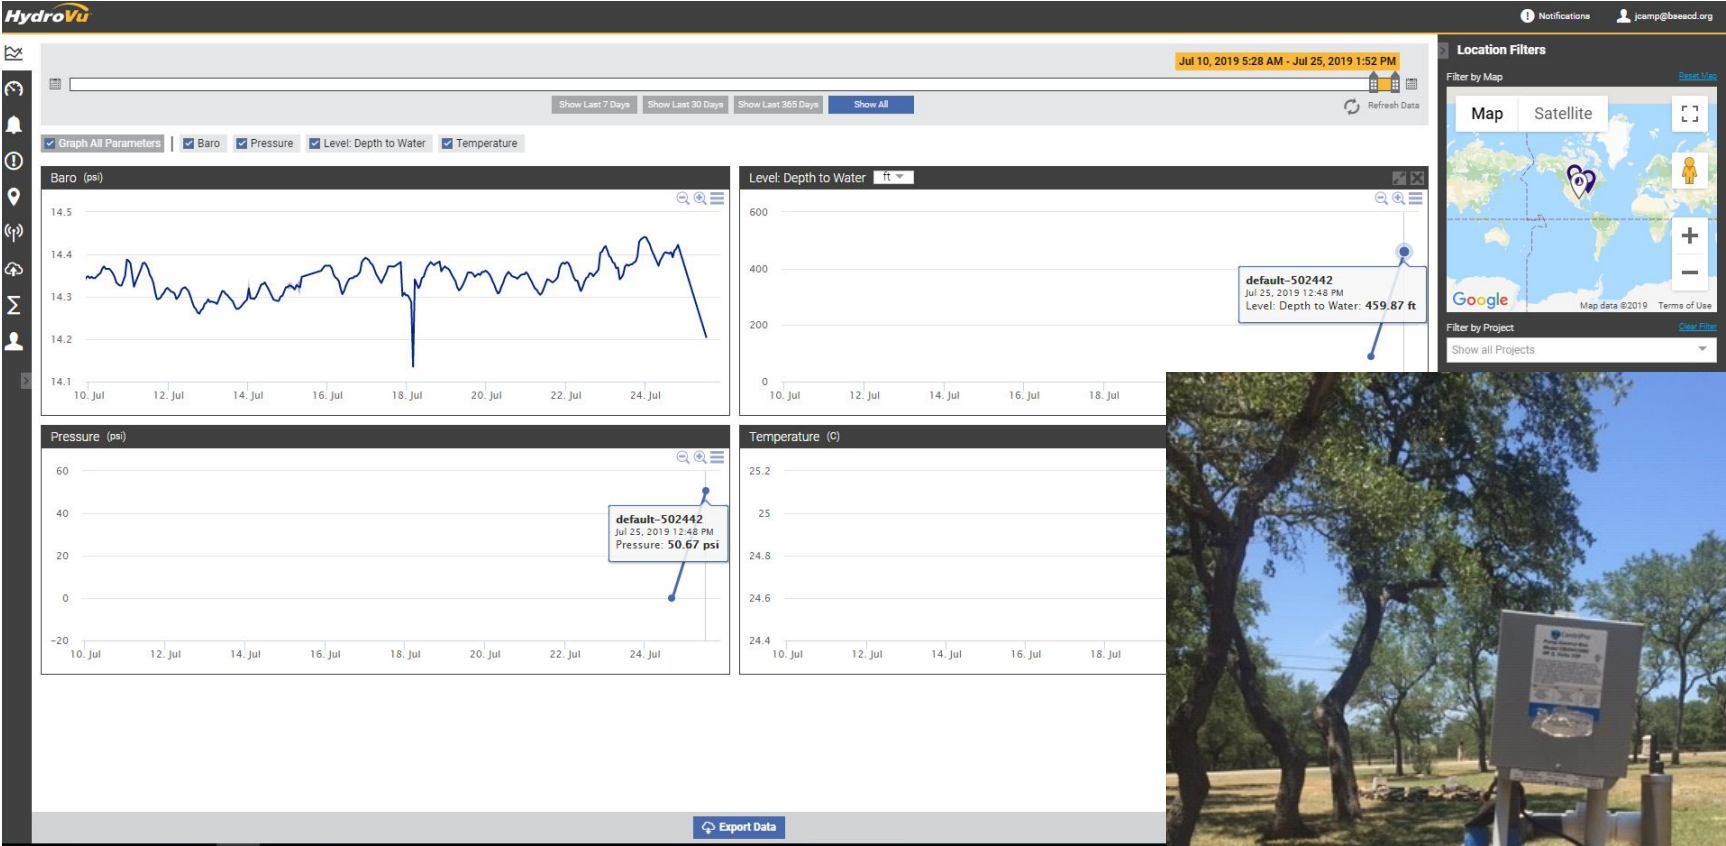 HydroVu
Notifications
jcamp@bseacd.org
Jul 10, 2019 5:28 AM - Jul 25, 2019 1:52 PM
Show Last 7 Days
Show Last 30 Days
Show Last 365 Days
Show All
Refresh Data
Graph All Parameters
Baro
Pressure
Level: Depth to Water
Temperature
Baro (psi)
14.5
14.4
14.3
14.2
14.1
10. Jul 12. Jul 14. Jul 16. Jul 18. Jul 20. Jul 22. Jul 24. Jul
Level: Depth to Water ft
600
400
200
0
default-502442
Jul 25, 2019 12:48 PM
Level: Depth to Water: 459.87 ft
10. Jul 12. Jul 14. Jul 16. Jul 18. Jul
Pressure (psi)
60
40
20
0
-20
default-502442
Jul 25, 2019 12:48 PM
Pressure: 50.67 psi
10. Jul 12. Jul 14. Jul 16. Jul 18. Jul 20. Jul 22. Jul 24. Jul
Temperature (C)
25.2
25
24.8
24.6
24.4
10. Jul 12. Jul 14. Jul 16. Jul 18. Jul
Export Data
Location Filters
Filter by Map
Reset Map
Map
Satellite
Google
Map data ©2019 Terms of Use
Filter by Project
Clear Filter
Show all Projects